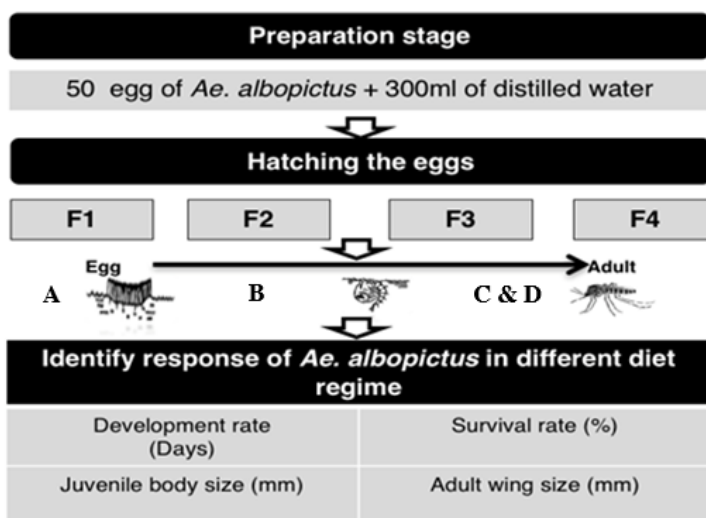 Preparation stage
50 egg of Ae. albopictus + 300ml of distilled water
Hatching the eggs
F1 F2 F3 F4
Egg Adult
A B C & D
Identify response of Ae. albopictus in different diet
regime
Development rate
(Days)
Survival rate (%)
Juvenile body size (mm)
Adult wing size (mm)